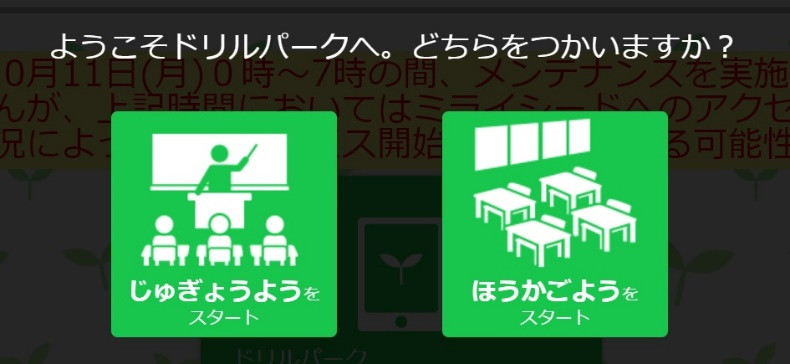 ようこそドリルパークへ。どちらをつかいますか？
0月11日(月)０時～7時の間、メンテナンスを実施
んが、上記時間においてはミライシードへのアクセ
況によっ
ス開始
る可能性
じゅぎょうようを
スタート
ほうかごようを
スタート
ドリルパーク